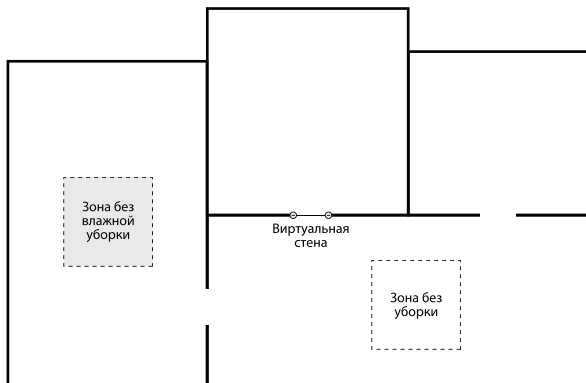 Зона без
влажной
уборки
Виртуальная
стена
Зона без
уборки